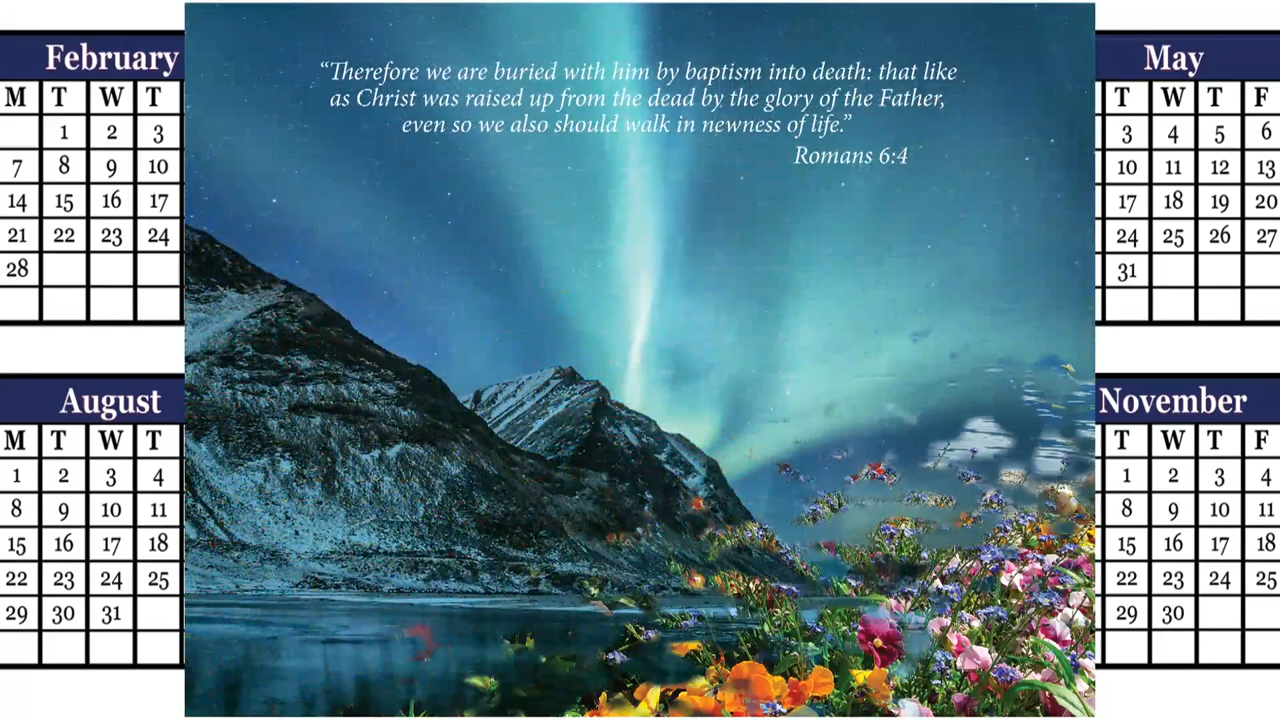 “Therefore we are buried with him by baptism into death: that like
as Christ was raised up from the dead by the glory of the Father,
even so we also should walk in newness of life.”
Romans 6:4
February
M T W T
1 2 3
7 8 9 10
14 15 16 17
21 22 23 24
28
August
M T W T
1 2 3 4
8 9 10 11
15 16 17 18
22 23 24 25
29 30 31
May
T W T F
3 4 5 6
10 11 12 13
17 18 19 20
24 25 26 27
31
November
T W T F
1 2 3 4
8 9 10 11
15 16 17 18
22 23 24 25
29 30